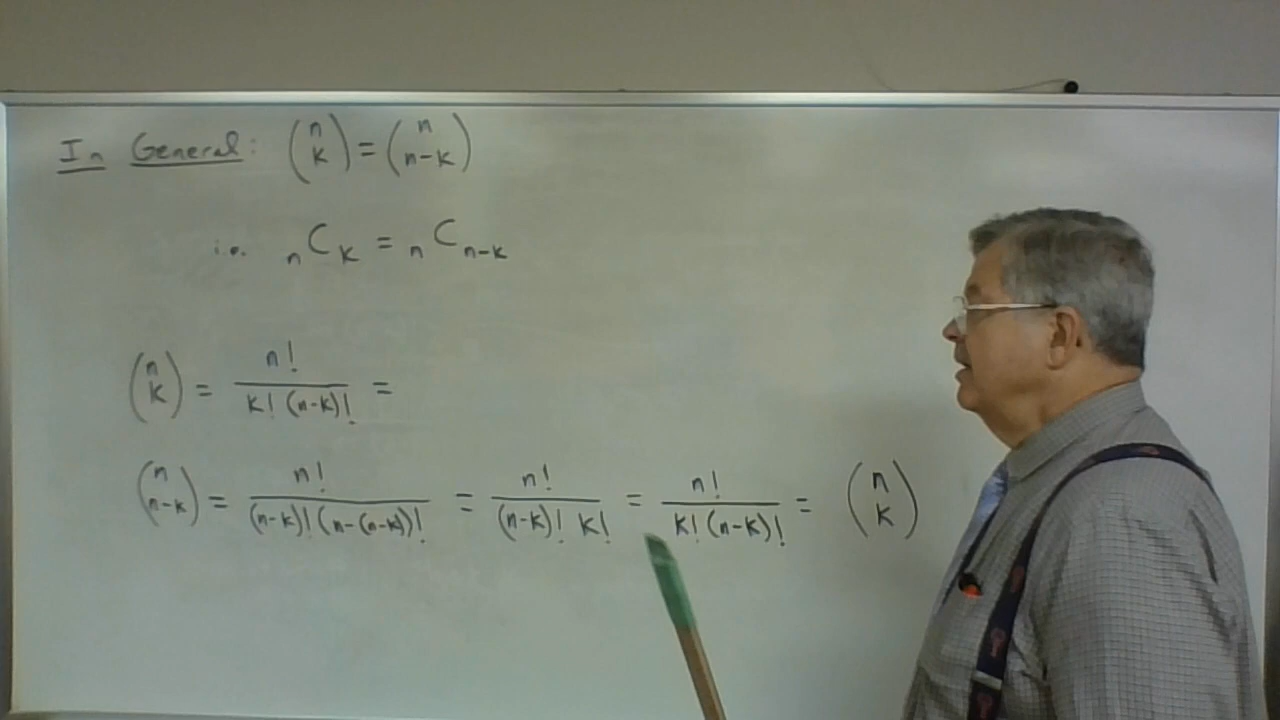 In General: (n k) = (n n-k)
i.e. nCk = nCn-k
(n k) = n! / k! (n-k)! =
(n n-k) = n! / (n-k)! (n-(n-k))! = n! / (n-k)! k! = n! / k! (n-k)! = (n k)